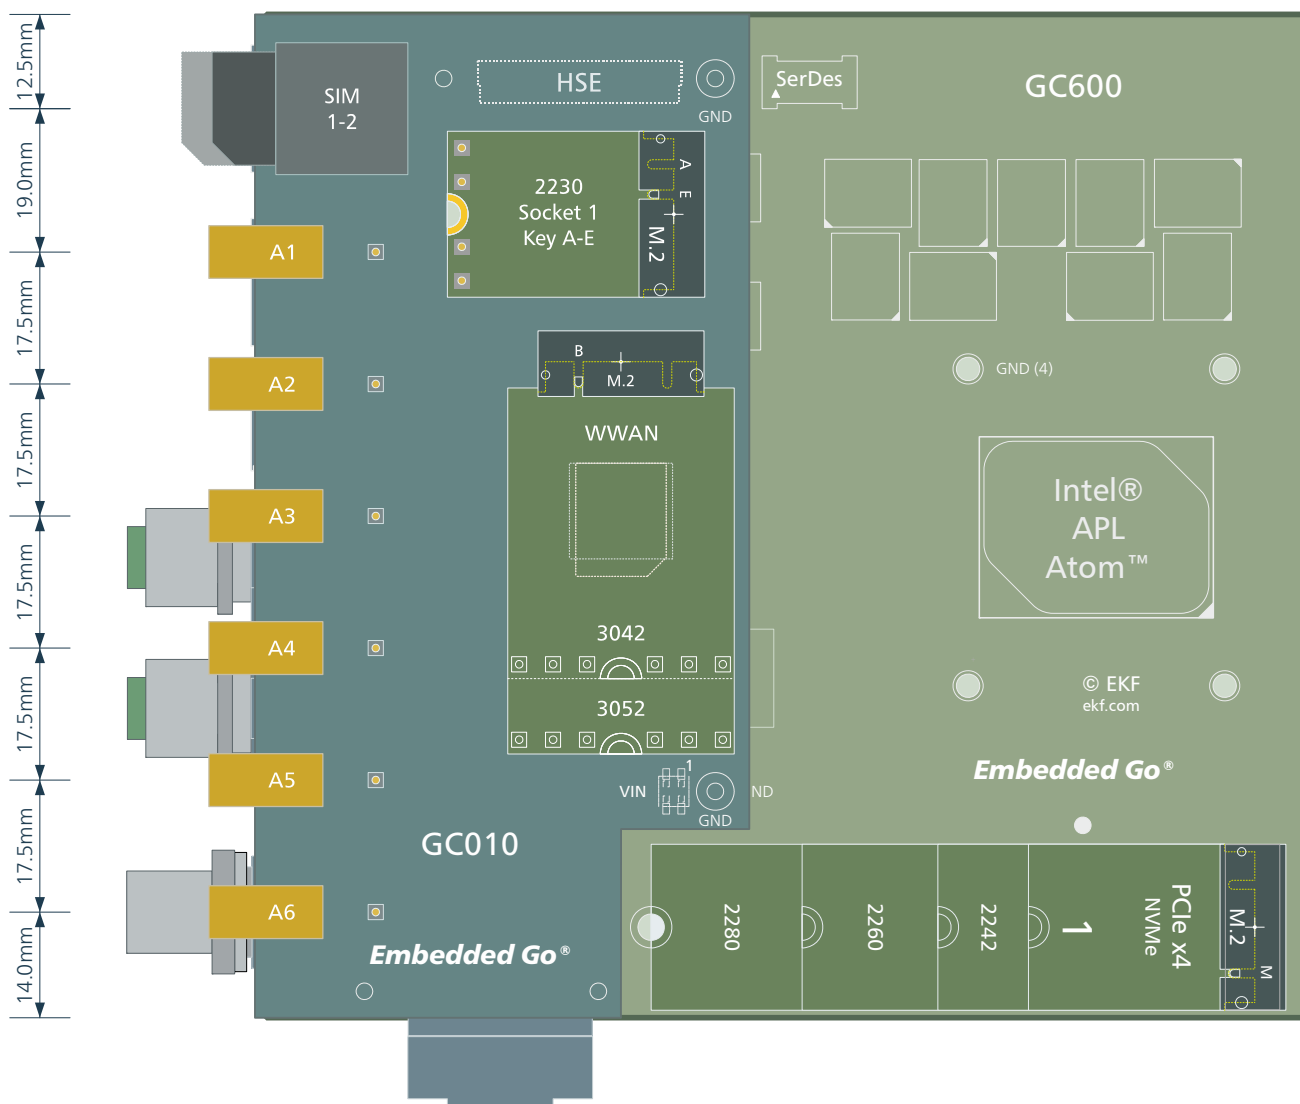 12.5mm
19.0mm
17.5mm
17.5mm
17.5mm
17.5mm
17.5mm
14.0mm
SIM
1-2
HSE
GND
SerDes
GC600
2230
Socket 1
Key A-E
A
E
M.2
A1
A2
A3
A4
A5
A6
B
M.2
WWAN
3042
3052
GND (4)
Intel®
APL
Atom™
© EKF
ekf.com
Embedded Go®
1
VIN
GND
ND
GC010
Embedded Go®
2280
2260
2242
1
PCIe x4
NVMe
M.2
M